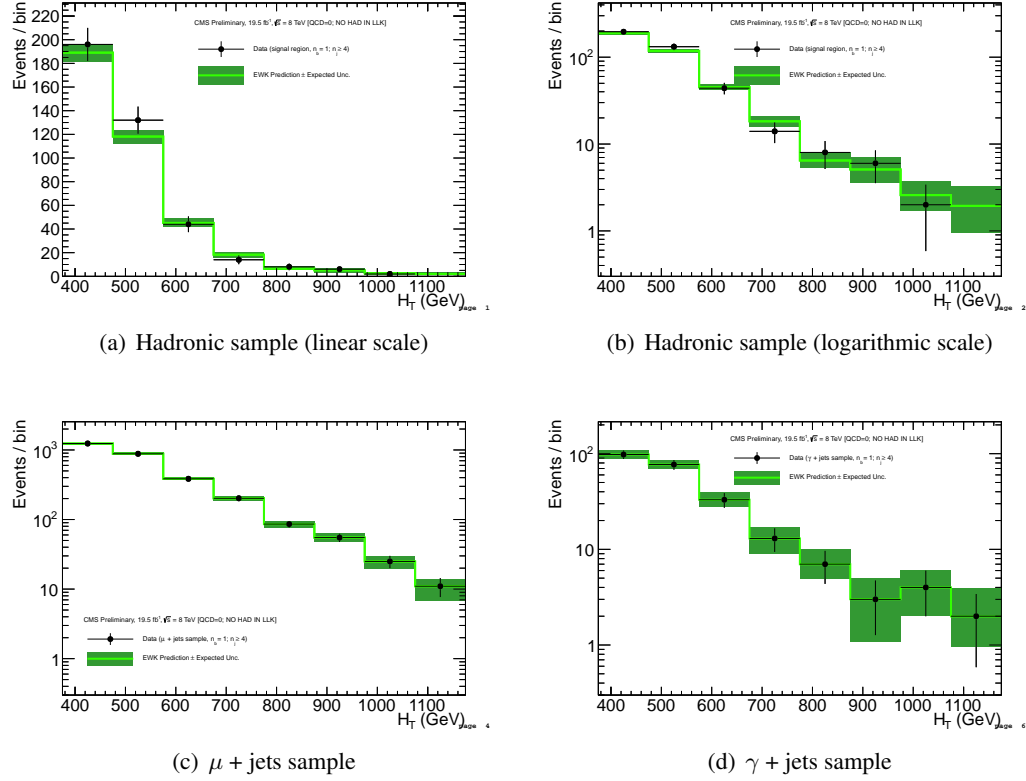 Events / bin
CMS Preliminary, 19.5 fb⁻¹, √s = 8 TeV [QCD=0; NO HAD IN LLK]
Data (signal region, n_b = 1; n_j ≥ 4)
EWK Prediction ± Expected Unc.
220
200
180
160
140
120
100
80
60
40
20
0
400 500 600 700 800 900 1000 1100
H_T (GeV)
page 1
(a) Hadronic sample (linear scale)
Events / bin
CMS Preliminary, 19.5 fb⁻¹, √s = 8 TeV [QCD=0; NO HAD IN LLK]
Data (signal region, n_b = 1; n_j ≥ 4)
EWK Prediction ± Expected Unc.
10²
10
1
400 500 600 700 800 900 1000 1100
H_T (GeV)
page 2
(b) Hadronic sample (logarithmic scale)
Events / bin
10³
10²
10
1
CMS Preliminary, 19.5 fb⁻¹, √s = 8 TeV [QCD=0; NO HAD IN LLK]
Data (μ + jets sample, n_b = 1; n_j ≥ 4)
EWK Prediction ± Expected Unc.
400 500 600 700 800 900 1000 1100
H_T (GeV)
page 4
(c) μ + jets sample
Events / bin
CMS Preliminary, 19.5 fb⁻¹, √s = 8 TeV [QCD=0; NO HAD IN LLK]
Data (γ + jets sample, n_b = 1; n_j ≥ 4)
EWK Prediction ± Expected Unc.
10²
10
1
400 500 600 700 800 900 1000 1100
H_T (GeV)
page 6
(d) γ + jets sample